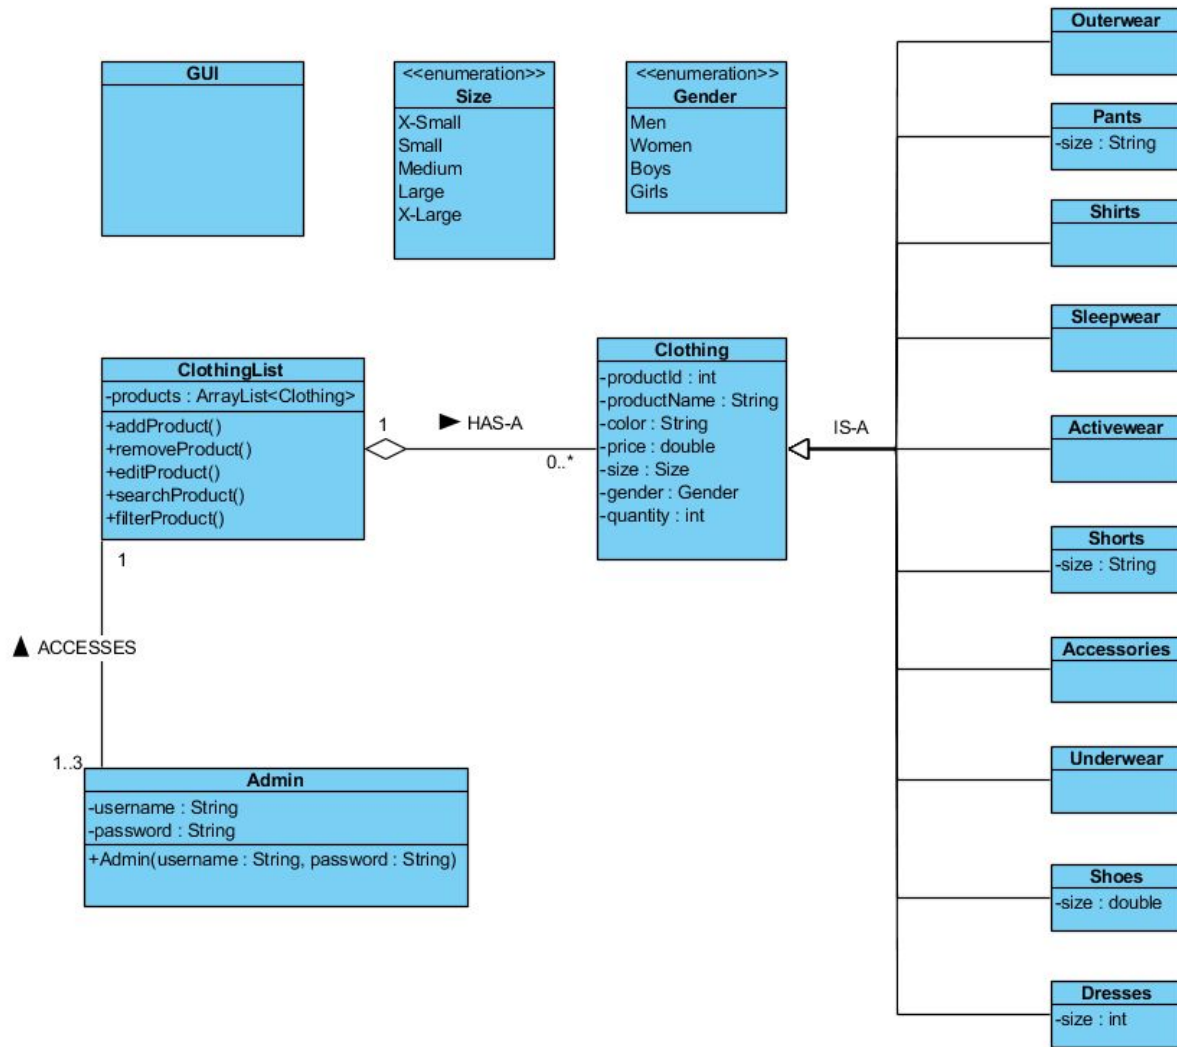 GUI
<<enumeration>>
Size
X-Small
Small
Medium
Large
X-Large
<<enumeration>>
Gender
Men
Women
Boys
Girls
ClothingList
-products : ArrayList<Clothing>
+addProduct()
+removeProduct()
+editProduct()
+searchProduct()
+filterProduct()
1
HAS-A
0..*
Clothing
-productId : int
-productName : String
-color : String
-price : double
-size : Size
-gender : Gender
-quantity : int
IS-A
1
ACCESSES
1..3
Admin
-username : String
-password : String
+Admin(username : String, password : String)
Outerwear
Pants
-size : String
Shirts
Sleepwear
Activewear
Shorts
-size : String
Accessories
Underwear
Shoes
-size : double
Dresses
-size : int